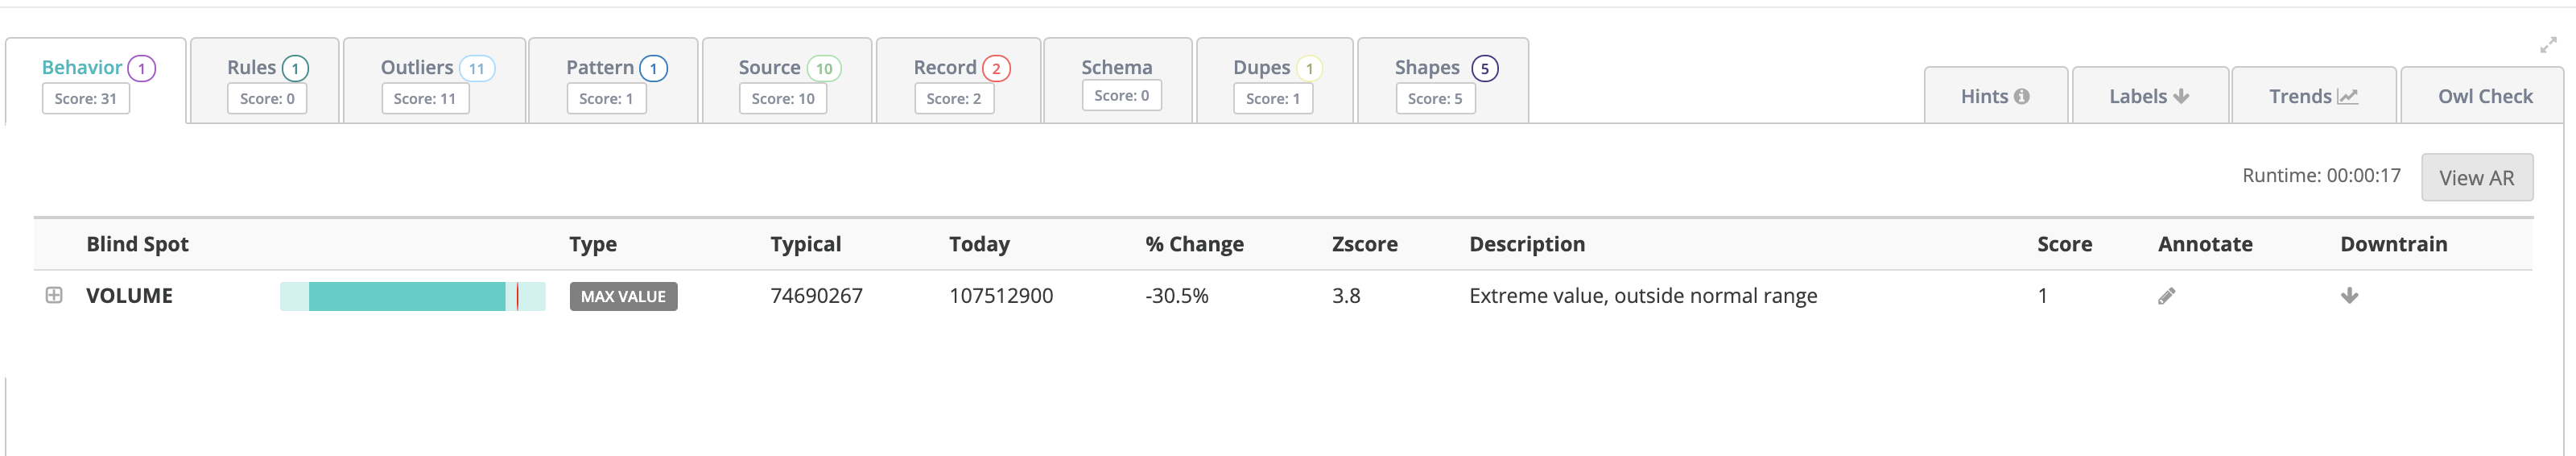 Behavior 1 Rules 1 Outliers 11 Pattern 1 Source 10 Record 2 Schema Dupes 1 Shapes 5
Score: 31 Score: 0 Score: 11 Score: 1 Score: 10 Score: 2 Score: 0 Score: 1 Score: 5
Hints Labels Trends Owl Check
Runtime: 00:00:17 View AR
Blind Spot Type Typical Today % Change Zscore Description Score Annotate Downtrain
VOLUME MAX VALUE 74690267 107512900 -30.5% 3.8 Extreme value, outside normal range 1